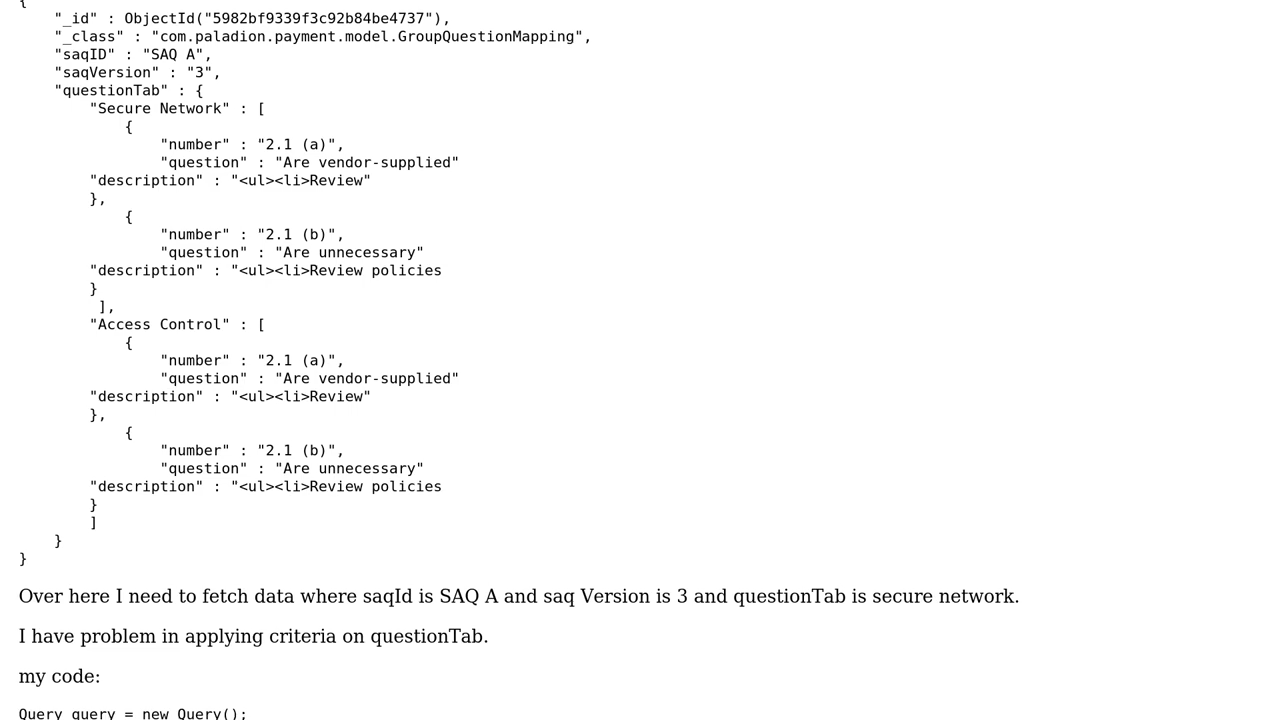 {
    "_id" : ObjectId("5982bf9339f3c92b84be4737"),
    "_class" : "com.paladion.payment.model.GroupQuestionMapping",
    "saqID" : "SAQ A",
    "saqVersion" : "3",
    "questionTab" : {
        "Secure Network" : [
            {
                "number" : "2.1 (a)",
                "question" : "Are vendor-supplied"
        "description" : "<ul><li>Review"
        },
            {
                "number" : "2.1 (b)",
                "question" : "Are unnecessary"
        "description" : "<ul><li>Review policies
        }
         ],
        "Access Control" : [
            {
                "number" : "2.1 (a)",
                "question" : "Are vendor-supplied"
        "description" : "<ul><li>Review"
        },
            {
                "number" : "2.1 (b)",
                "question" : "Are unnecessary"
        "description" : "<ul><li>Review policies
        }
        ]
    }
}
Over here I need to fetch data where saqId is SAQ A and saq Version is 3 and questionTab is secure network.
I have problem in applying criteria on questionTab.
my code:
Query query = new Query();